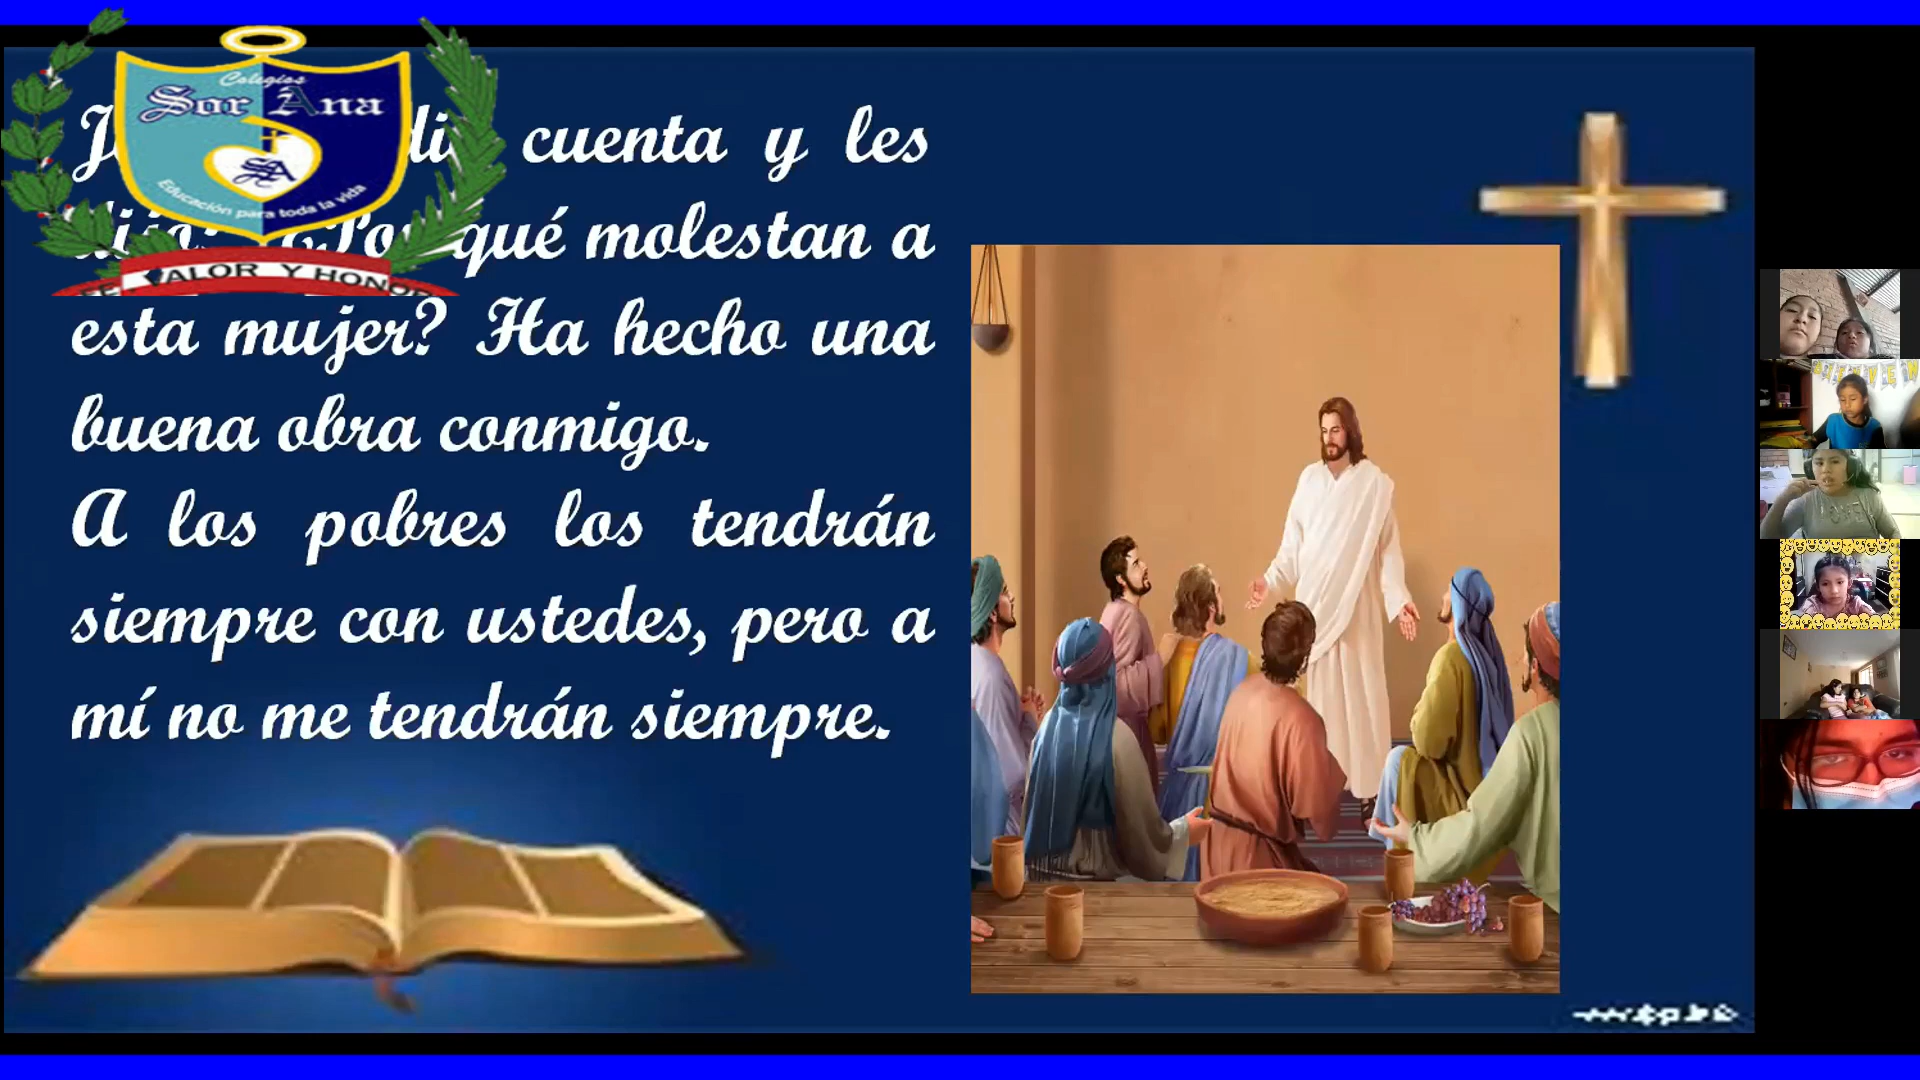 Colegios
Sor Ana
SA
Educación para toda la vida
FE, VALOR Y HONOR
cuenta y les
qué molestan a
esta mujer? Ha hecho una
buena obra conmigo.
A los pobres los tendrán
siempre con ustedes, pero a
mí no me tendrán siempre.